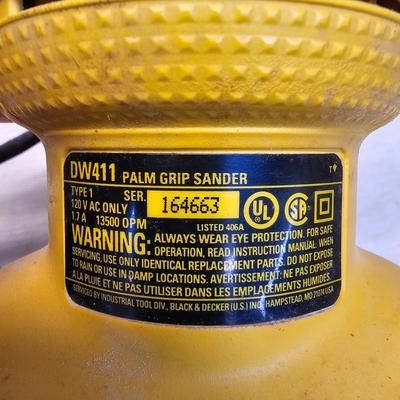 DW411 PALM GRIP SANDER
TYPE 1 SER. 164663
120 V AC ONLY
1.7 A 13500 OPM
UL
LISTED 406A
WARNING: ALWAYS WEAR EYE PROTECTION. FOR SAFE
OPERATION, READ INSTRUCTION MANUAL. WHEN
SERVICING, USE ONLY IDENTICAL REPLACEMENT PARTS. DO NOT EXPOSE
TO RAIN OR USE IN DAMP LOCATIONS. AVERTISSEMENT: NE PAS EXPOSER
A LA PLUIE ET NE PAS UTILISER DANS LES EMPLACEMENTS HUMIDES.
SERVICED BY INDUSTRIAL TOOL DIV., BLACK & DECKER (U.S.) INC. HAMPSTEAD, MD 21074 USA